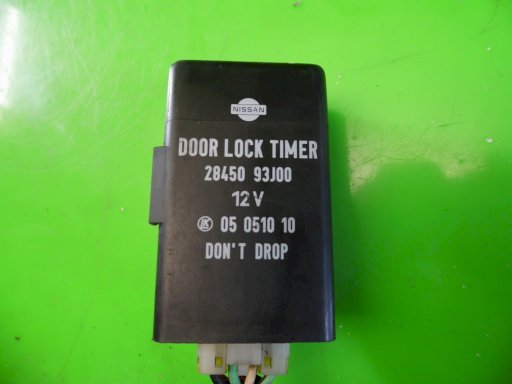 NISSAN
DOOR LOCK TIMER
28450 93J00
12V
05 0510 10
DON'T DROP